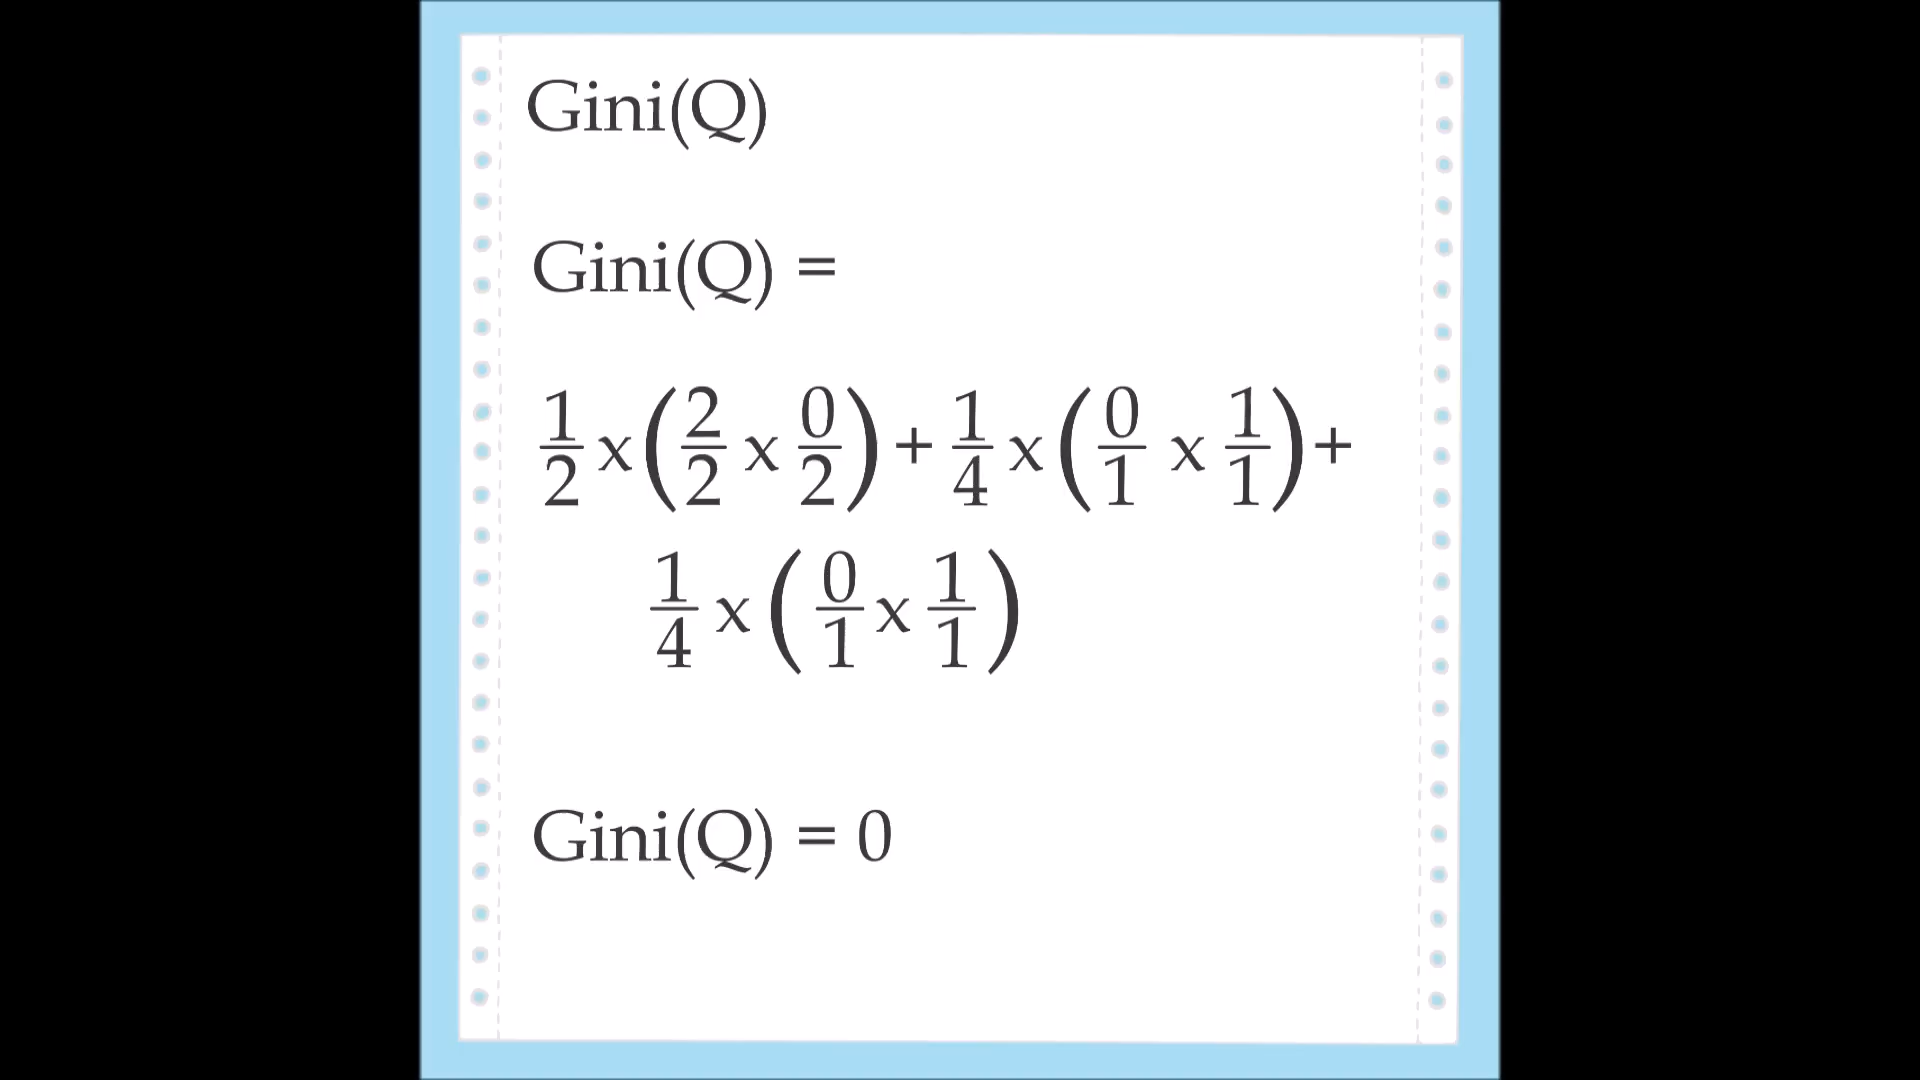 Gini(Q)
Gini(Q) =
1/2 x (2/2 x 0/2) + 1/4 x (0/1 x 1/1) +
1/4 x (0/1 x 1/1)
Gini(Q) = 0